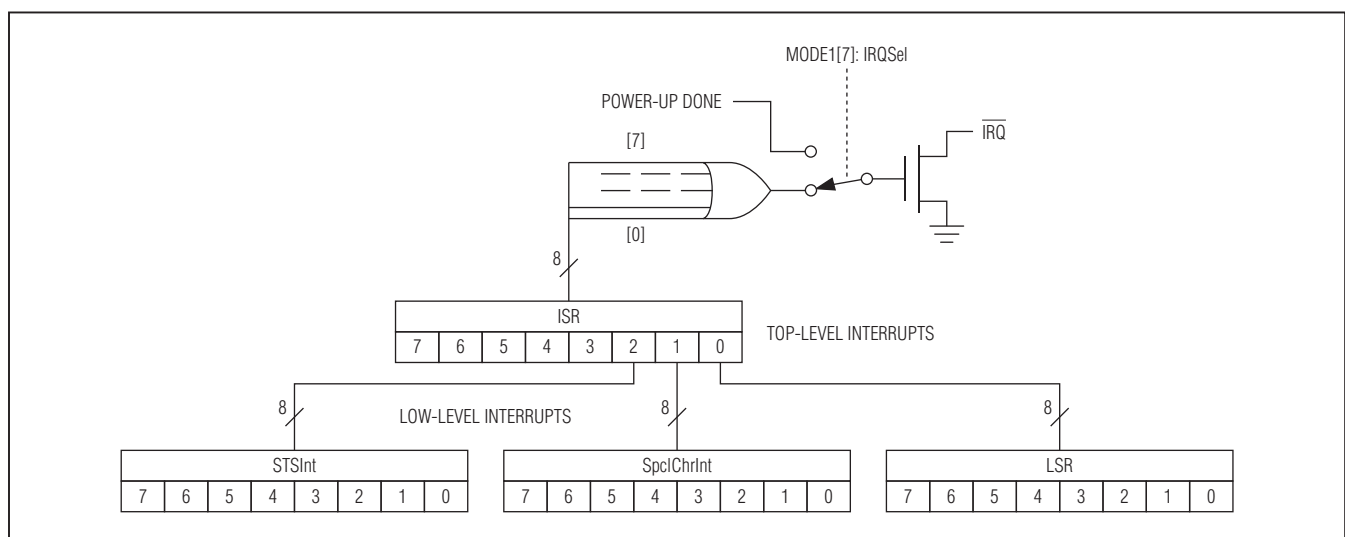 MODE1[7]: IRQSel
POWER-UP DONE
IRQ
[7]
[0]
8
ISR
TOP-LEVEL INTERRUPTS
7 6 5 4 3 2 1 0
8 LOW-LEVEL INTERRUPTS 8 8
STSInt SpclChrInt LSR
7 6 5 4 3 2 1 0 7 6 5 4 3 2 1 0 7 6 5 4 3 2 1 0